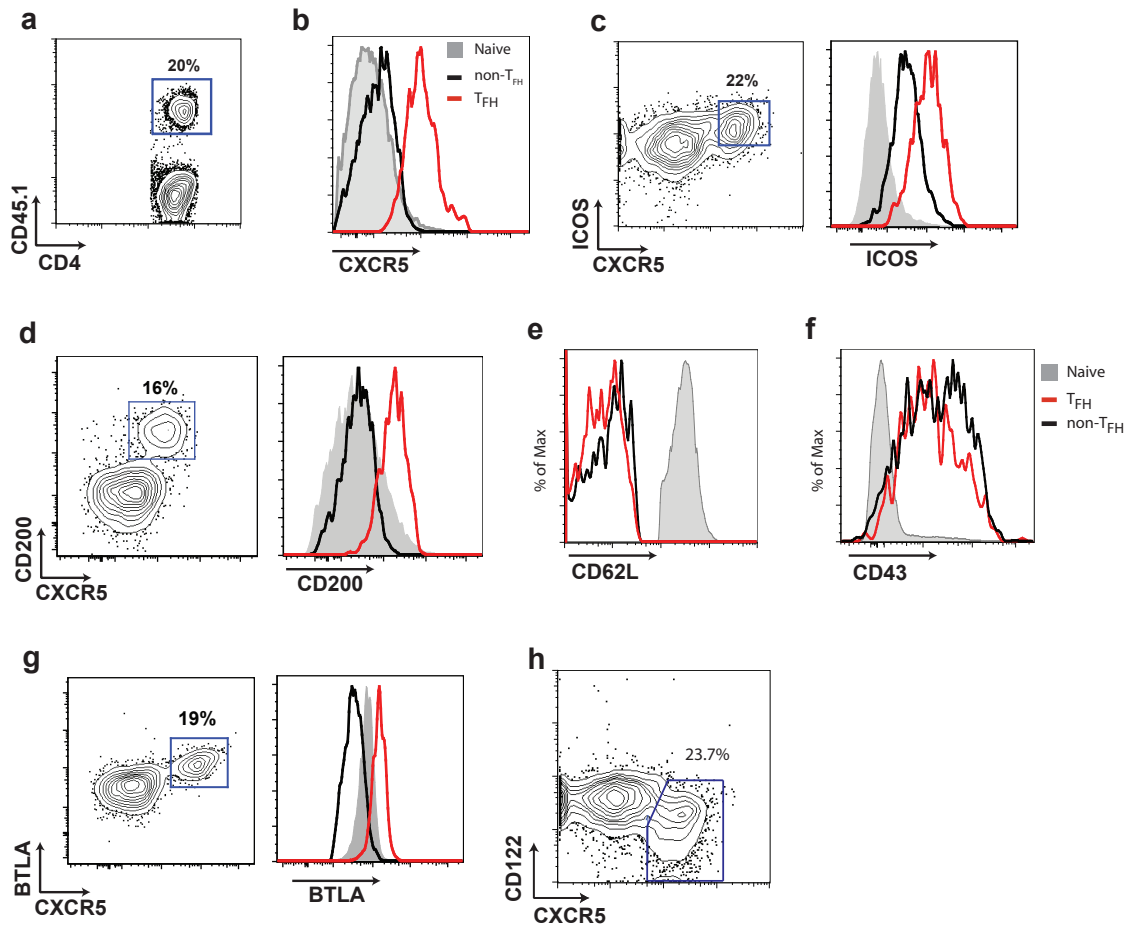 a
20%
CD45.1
CD4
b
Naive
non-TFH
TFH
CXCR5
c
22%
ICOS
CXCR5
ICOS
d
16%
CD200
CXCR5
CD200
e
% of Max
CD62L
f
% of Max
CD43
Naive
TFH
non-TFH
g
19%
BTLA
CXCR5
BTLA
h
23.7%
CD122
CXCR5